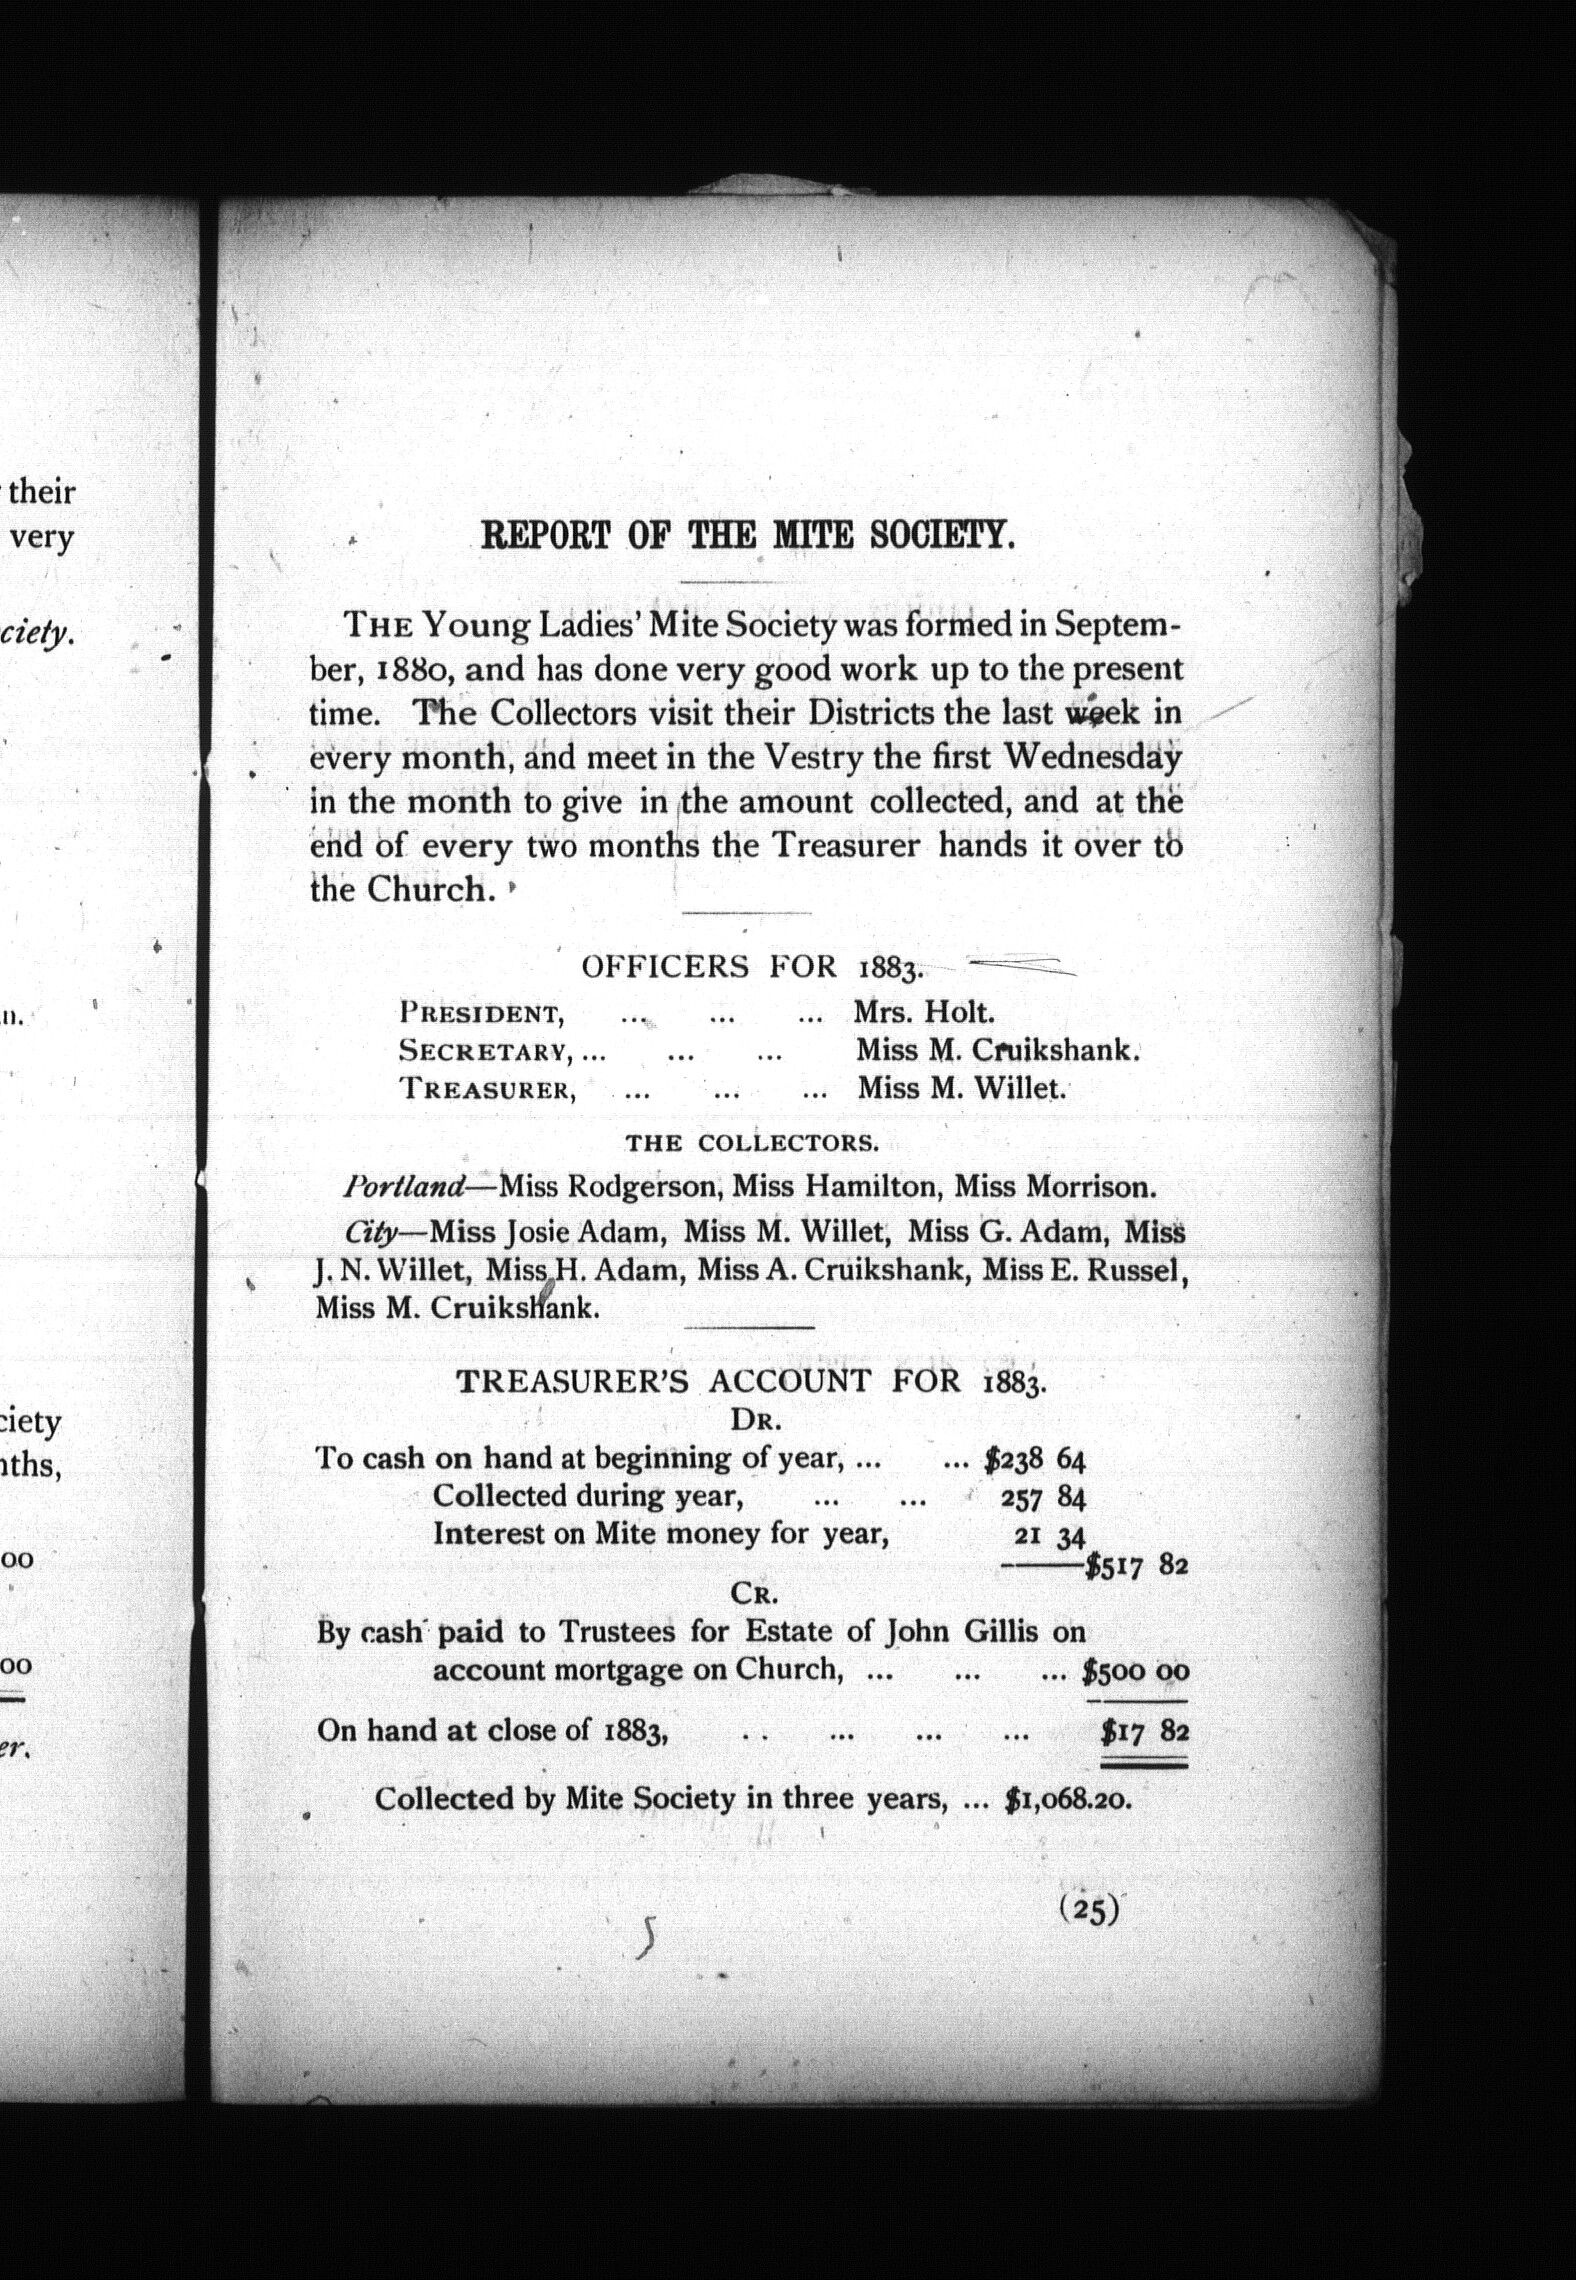 their
very
ciety.
n.
ciety
nths,
00
00
er.
REPORT OF THE MITE SOCIETY.
THE Young Ladies' Mite Society was formed in Septem-
ber, 1880, and has done very good work up to the present
time. The Collectors visit their Districts the last week in
every month, and meet in the Vestry the first Wednesday
in the month to give in the amount collected, and at the
end of every two months the Treasurer hands it over to
the Church.
OFFICERS FOR 1883.
PRESIDENT, ... ... ... Mrs. Holt.
SECRETARY, ... ... ... Miss M. Cruikshank.
TREASURER, ... ... ... Miss M. Willet.
THE COLLECTORS.
Portland—Miss Rodgerson, Miss Hamilton, Miss Morrison.
City—Miss Josie Adam, Miss M. Willet, Miss G. Adam, Miss
J. N. Willet, Miss H. Adam, Miss A. Cruikshank, Miss E. Russel,
Miss M. Cruikshank.
TREASURER'S ACCOUNT FOR 1883.
DR.
To cash on hand at beginning of year, ... ... $238 64
Collected during year, ... ... 257 84
Interest on Mite money for year, 21 34
$517 82
CR.
By cash paid to Trustees for Estate of John Gillis on
account mortgage on Church, ... ... ... $500 00
On hand at close of 1883, .. ... ... ... $17 82
Collected by Mite Society in three years, ... $1,068.20.
(25)
5